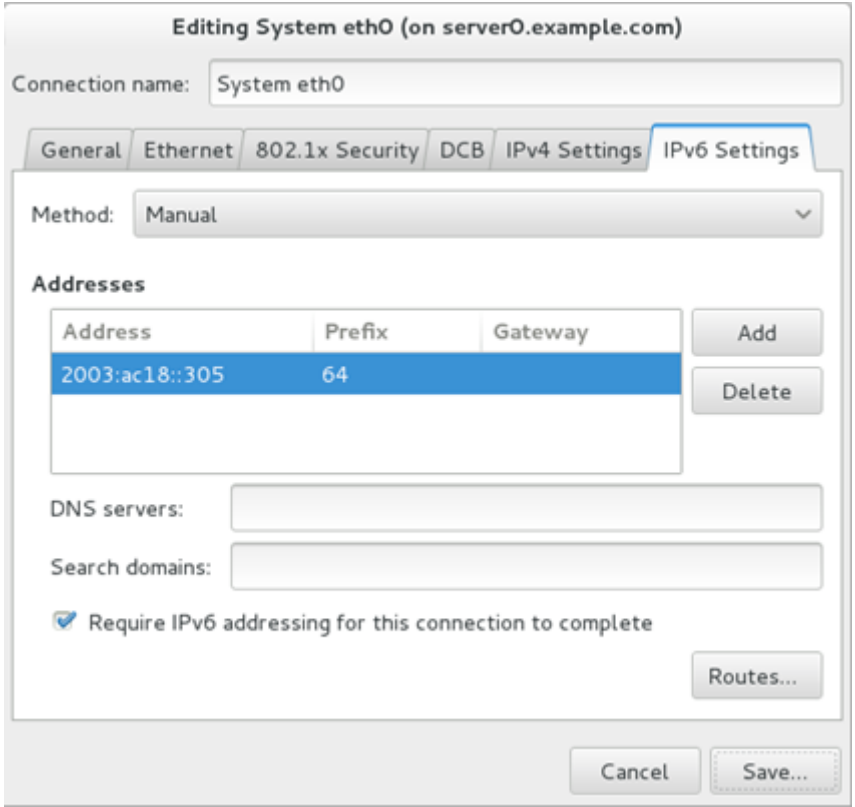 Editing System eth0 (on server0.example.com)
Connection name: System eth0
General Ethernet 802.1x Security DCB IPv4 Settings IPv6 Settings
Method: Manual
Addresses
Address Prefix Gateway
Add
2003:ac18::305 64
Delete
DNS servers:
Search domains:
Require IPv6 addressing for this connection to complete
Routes...
Cancel Save...